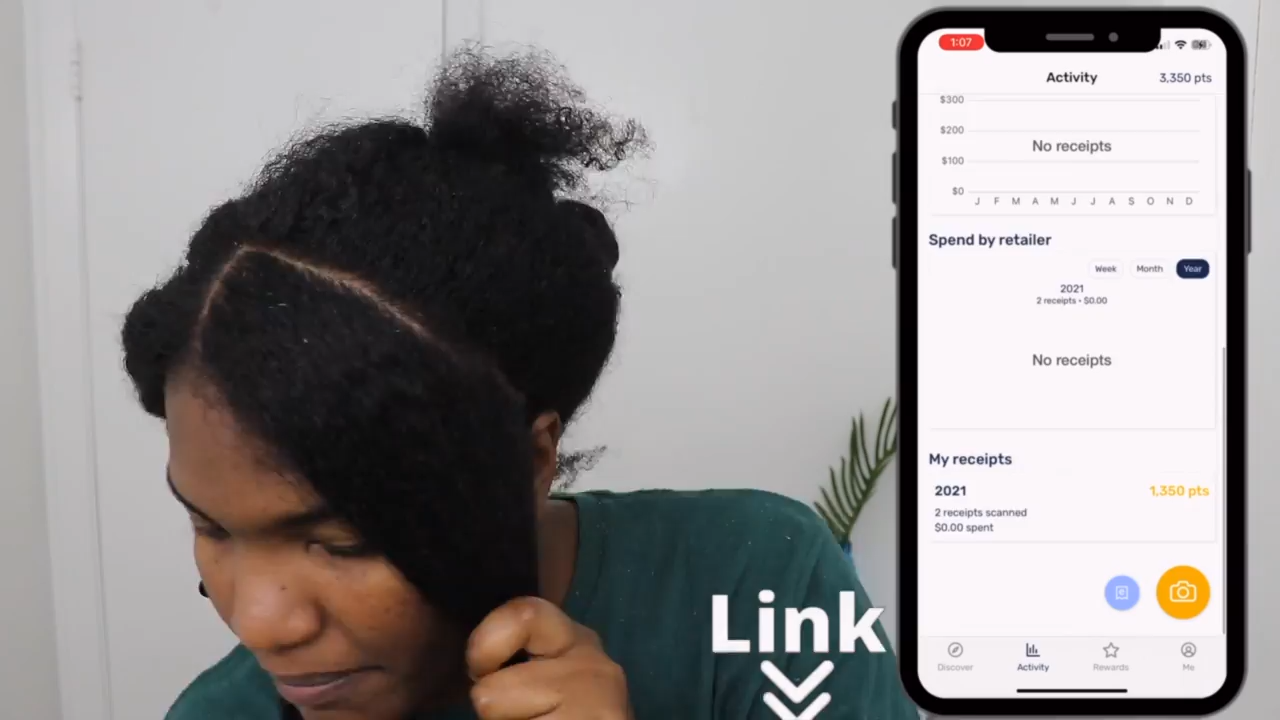 1:07
Activity
3,350 pts
$300
$200
No receipts
$100
$0
J F M A M J J A S O N D
Spend by retailer
Week Month Year
2021
2 receipts • $0.00
No receipts
My receipts
2021 1,350 pts
2 receipts scanned
$0.00 spent
Discover Activity Rewards Me
Link